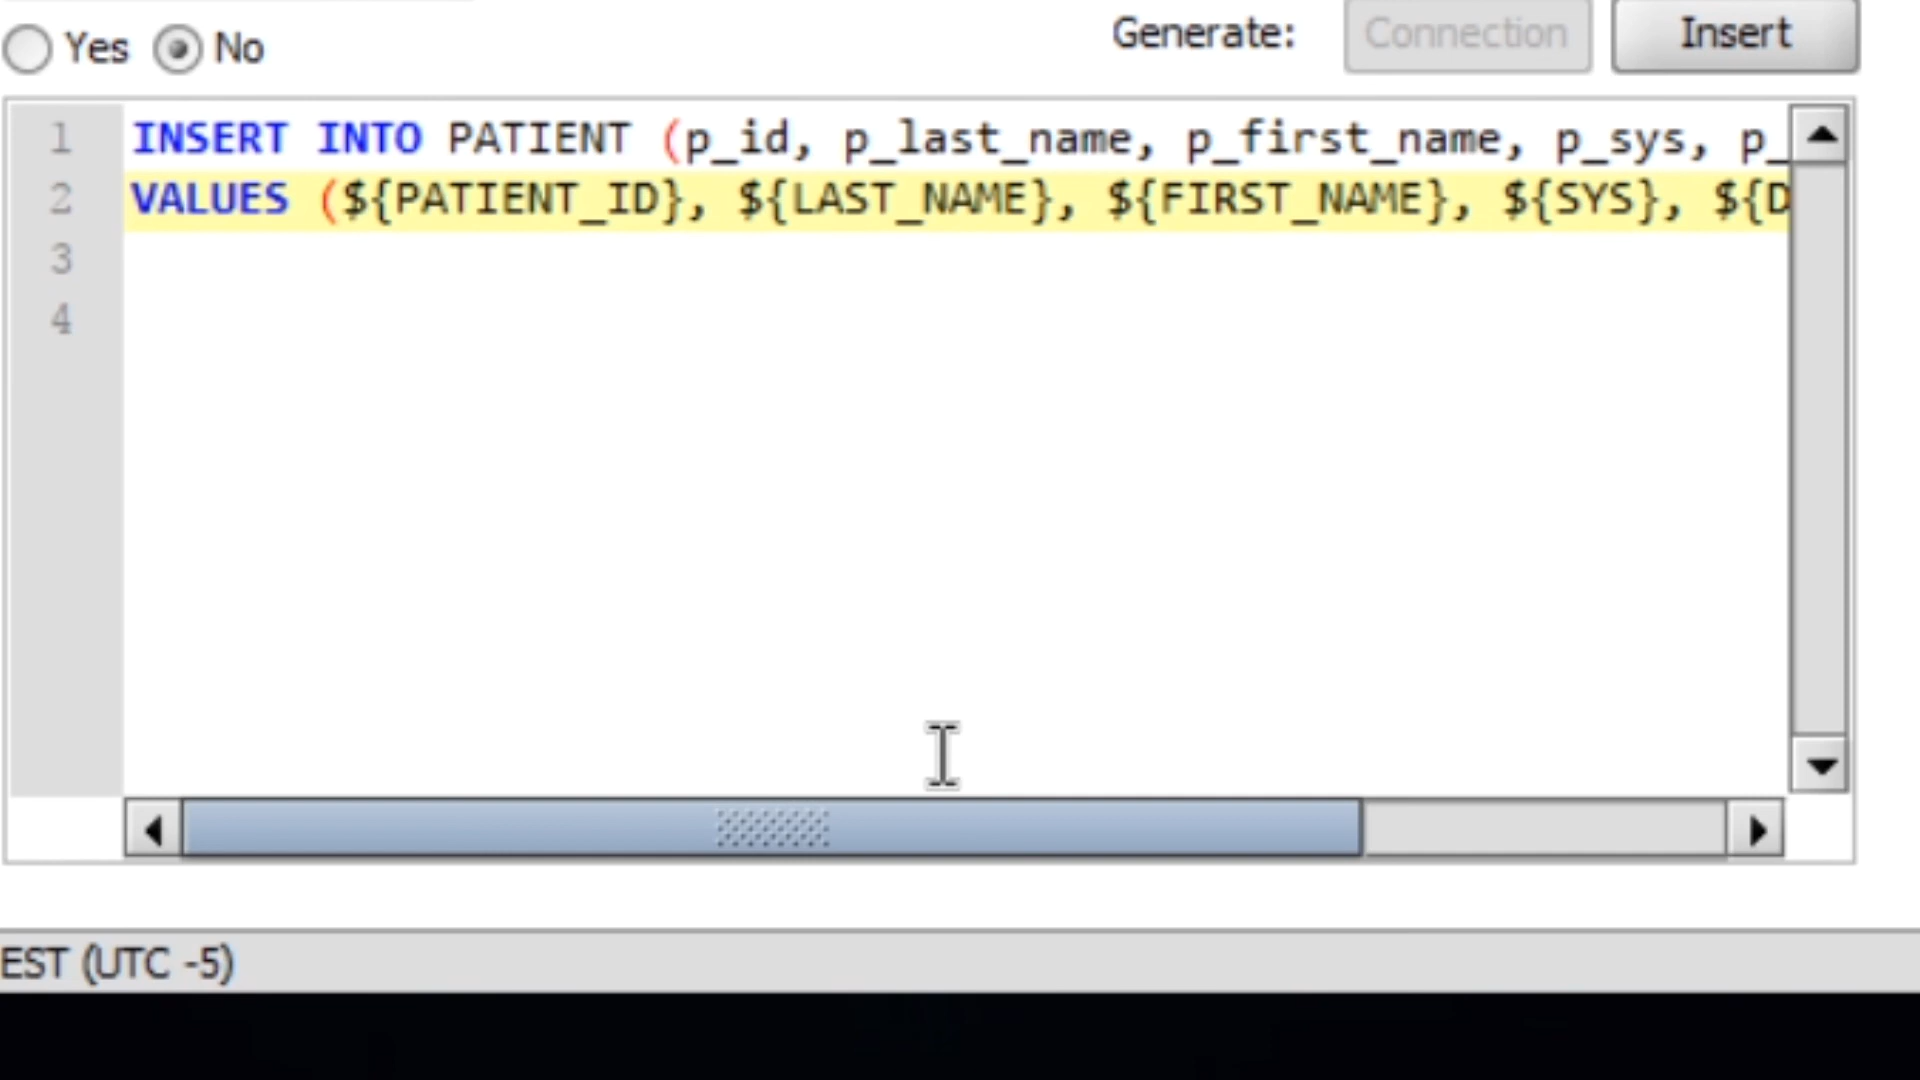 Yes No Generate: Connection Insert
1 INSERT INTO PATIENT (p_id, p_last_name, p_first_name, p_sys, p_
2 VALUES (${PATIENT_ID}, ${LAST_NAME}, ${FIRST_NAME}, ${SYS}, ${D
3
4
EST (UTC -5)